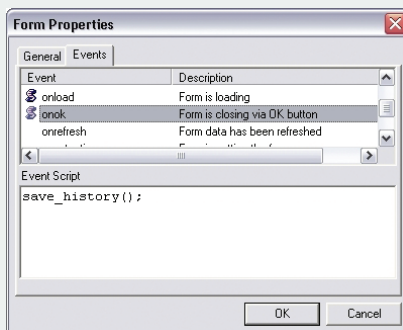 Form Properties
General Events
Event Description
onload Form is loading
onok Form is closing via OK button
onrefresh Form data has been refreshed
Event Script
save_history();
OK Cancel